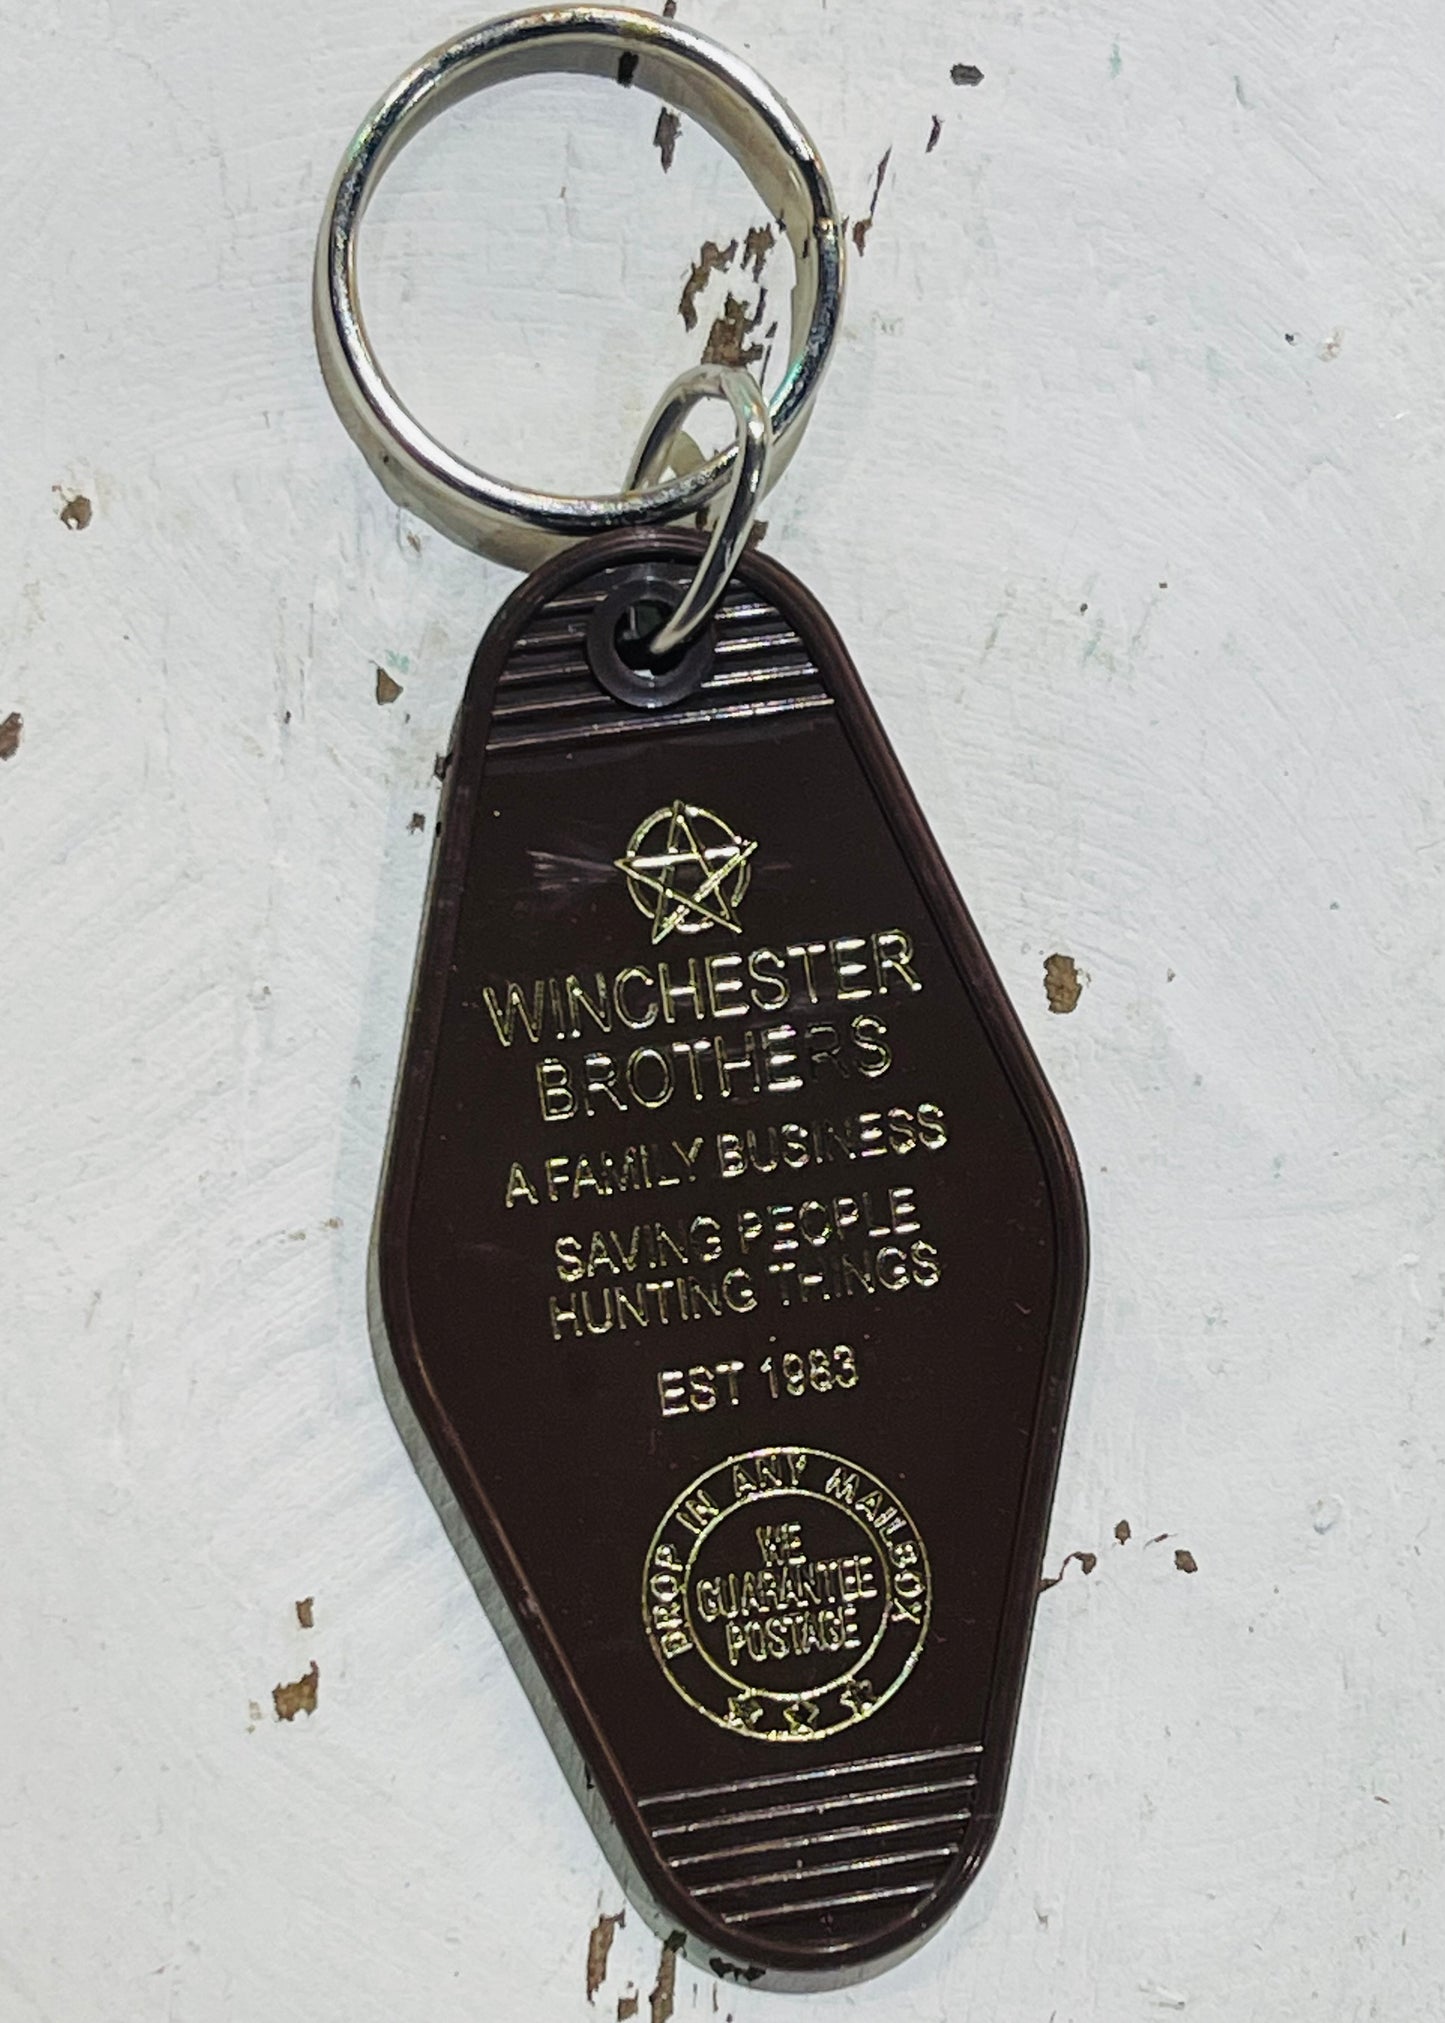 WINCHESTER
BROTHERS
A FAMILY BUSINESS
SAVING PEOPLE
HUNTING THINGS
EST 1983
DROP IN ANY MAILBOX
WE
GUARANTEE
POSTAGE